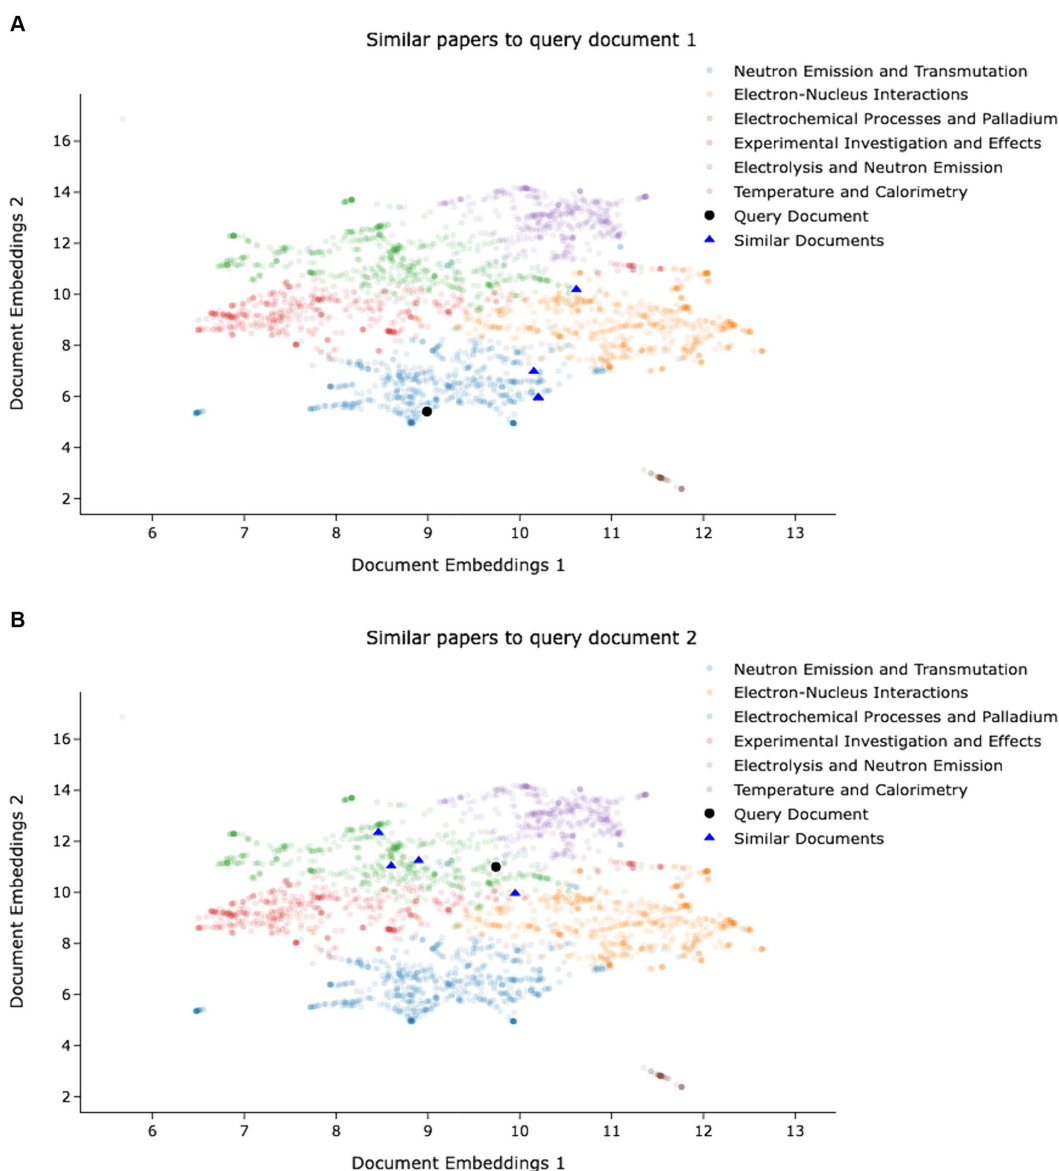 A
Similar papers to query document 1
Neutron Emission and Transmutation
Electron-Nucleus Interactions
Electrochemical Processes and Palladium
Experimental Investigation and Effects
Electrolysis and Neutron Emission
Temperature and Calorimetry
Query Document
Similar Documents
Document Embeddings 2
16
14
12
10
8
6
4
2
6 7 8 9 10 11 12 13
Document Embeddings 1
B
Similar papers to query document 2
Neutron Emission and Transmutation
Electron-Nucleus Interactions
Electrochemical Processes and Palladium
Experimental Investigation and Effects
Electrolysis and Neutron Emission
Temperature and Calorimetry
Query Document
Similar Documents
Document Embeddings 2
16
14
12
10
8
6
4
2
6 7 8 9 10 11 12 13
Document Embeddings 1